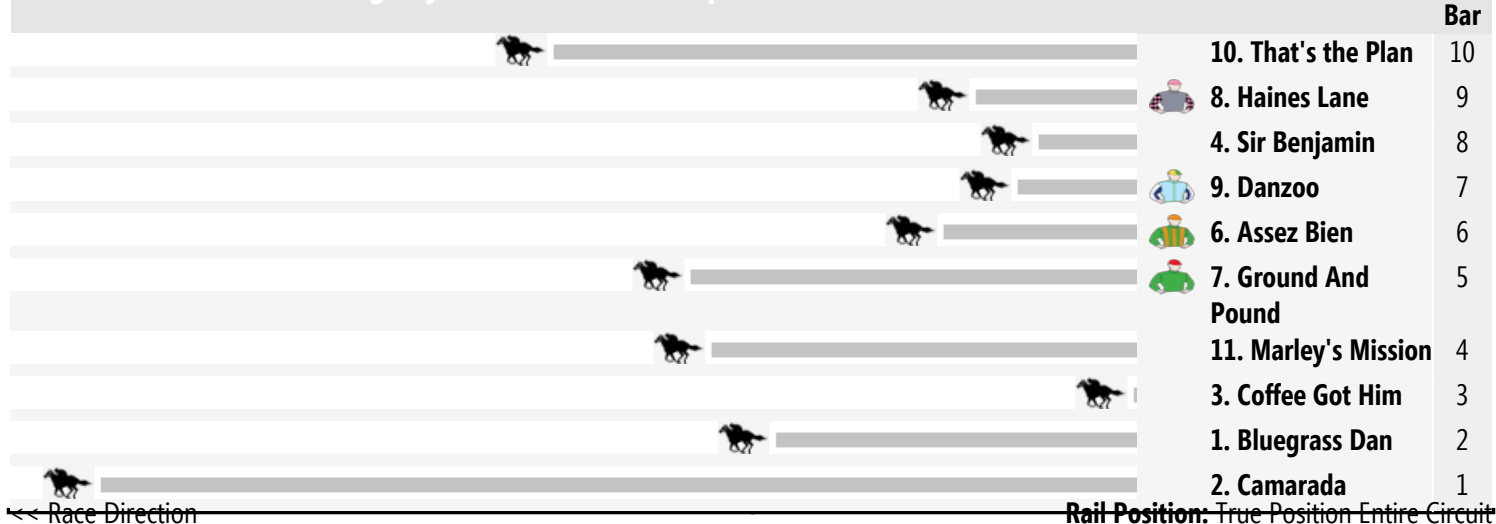 Bar
10. That's the Plan 10
8. Haines Lane 9
4. Sir Benjamin 8
9. Danzoo 7
6. Assez Bien 6
7. Ground And 5
Pound
11. Marley's Mission 4
3. Coffee Got Him 3
1. Bluegrass Dan 2
2. Camarada 1
<< Race Direction Rail Position: True Position Entire Circuit